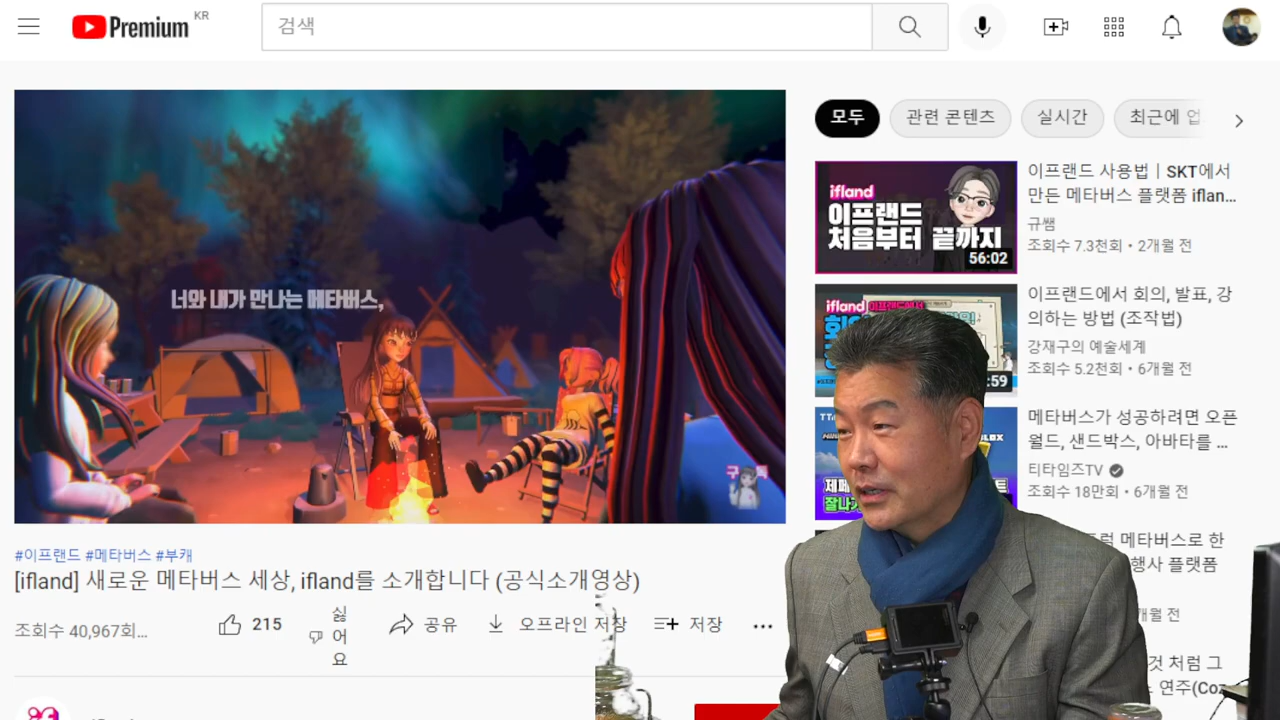 Premium KR
검색
모두
관련 콘텐츠
실시간
최근에 업
너와 내가 만나는 메타버스,
구독
#이프랜드 #메타버스 #부캐
[ifland] 새로운 메타버스 세상, ifland를 소개합니다 (공식소개영상)
조회수 40,967회...
215
싫
어
요
공유
오프라인 저장
저장
ifland
이프랜드
처음부터 끝까지
56:02
이프랜드 사용법 | SKT에서
만든 메타버스 플랫폼 iflan...
규쌤
조회수 7.3천회 • 2개월 전
ifland 이프랜드에서
:59
이프랜드에서 회의, 발표, 강
의하는 방법 (조작법)
강재구의 예술세계
조회수 5.2천회 • 6개월 전
메타버스가 성공하려면 오픈
월드, 샌드박스, 아바타를 ...
티타임즈TV
조회수 18만회 • 6개월 전
메타버스로 한
행사 플랫폼
개월 전
것 처럼 그
연주(Coz